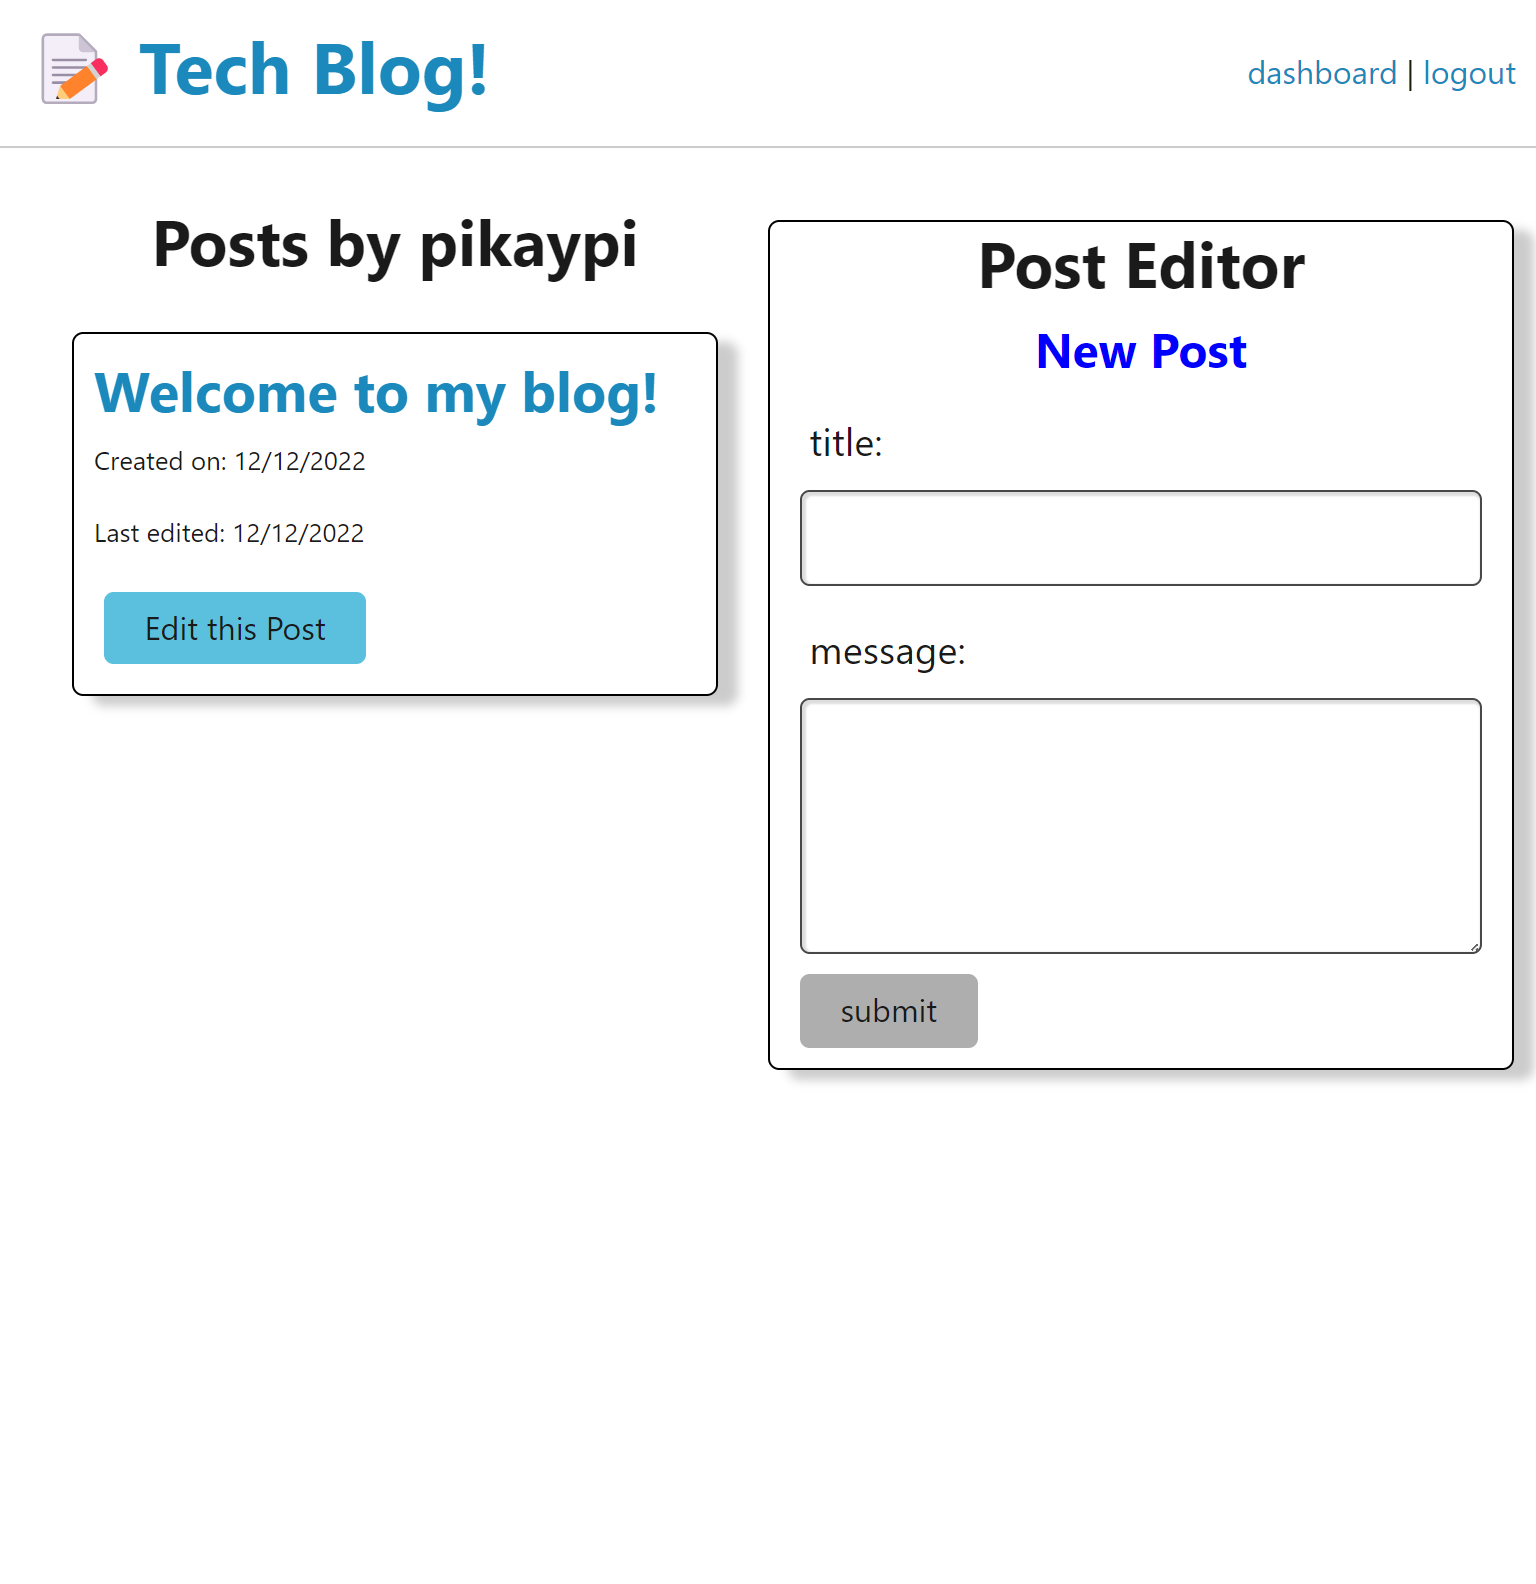 Tech Blog!
dashboard | logout
Posts by pikaypi
Welcome to my blog!
Created on: 12/12/2022
Last edited: 12/12/2022
Edit this Post
Post Editor
New Post
title:
message:
submit